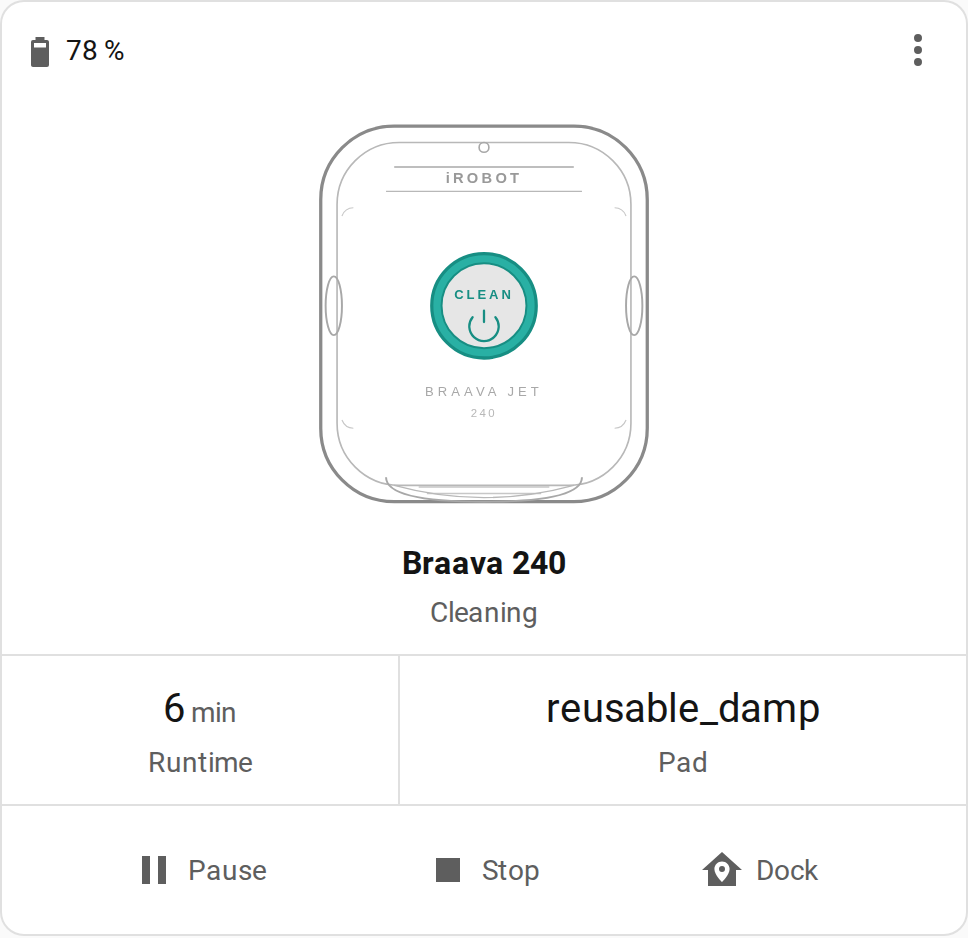 78 %
iROBOT
CLEAN
BRAAVA JET
240
Braava 240
Cleaning
6 min
Runtime
reusable_damp
Pad
Pause
Stop
Dock